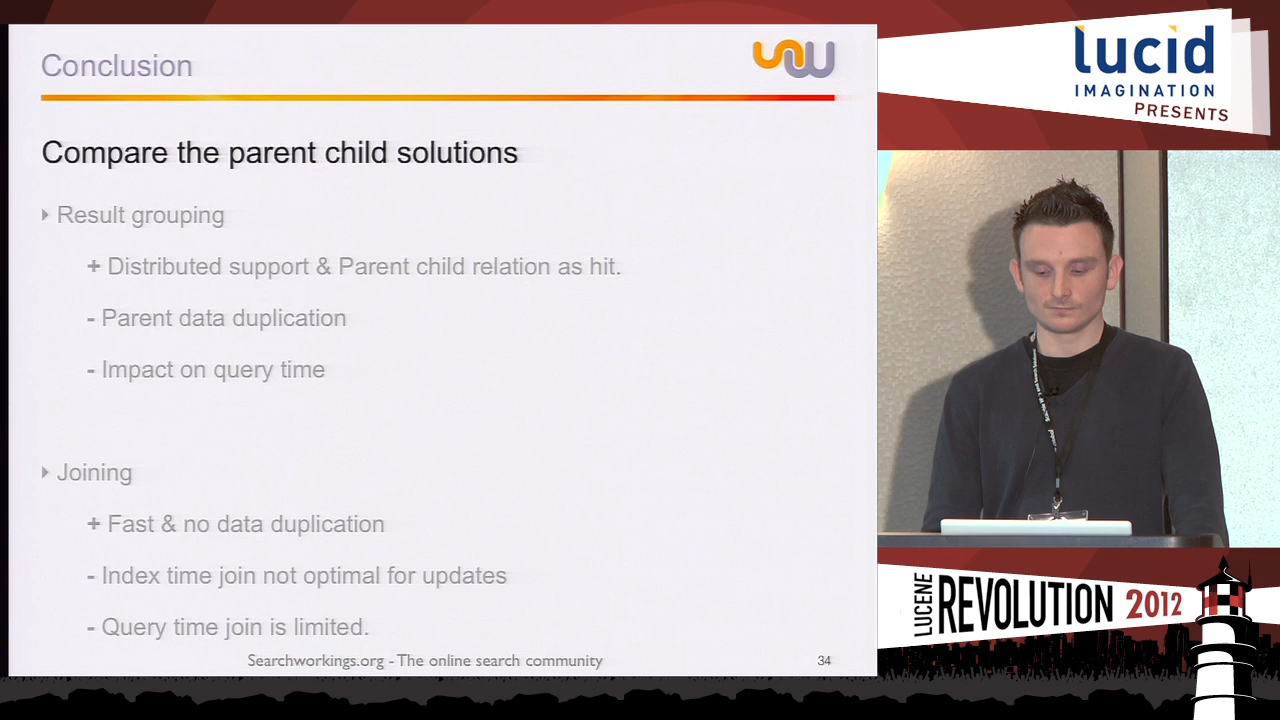 Conclusion
Compare the parent child solutions
Result grouping
+ Distributed support & Parent child relation as hit.
- Parent data duplication
- Impact on query time
Joining
+ Fast & no data duplication
- Index time join not optimal for updates
- Query time join is limited.
Searchworkings.org - The online search community
34
lucid
IMAGINATION
PRESENTS
LUCENE
REVOLUTION 2012